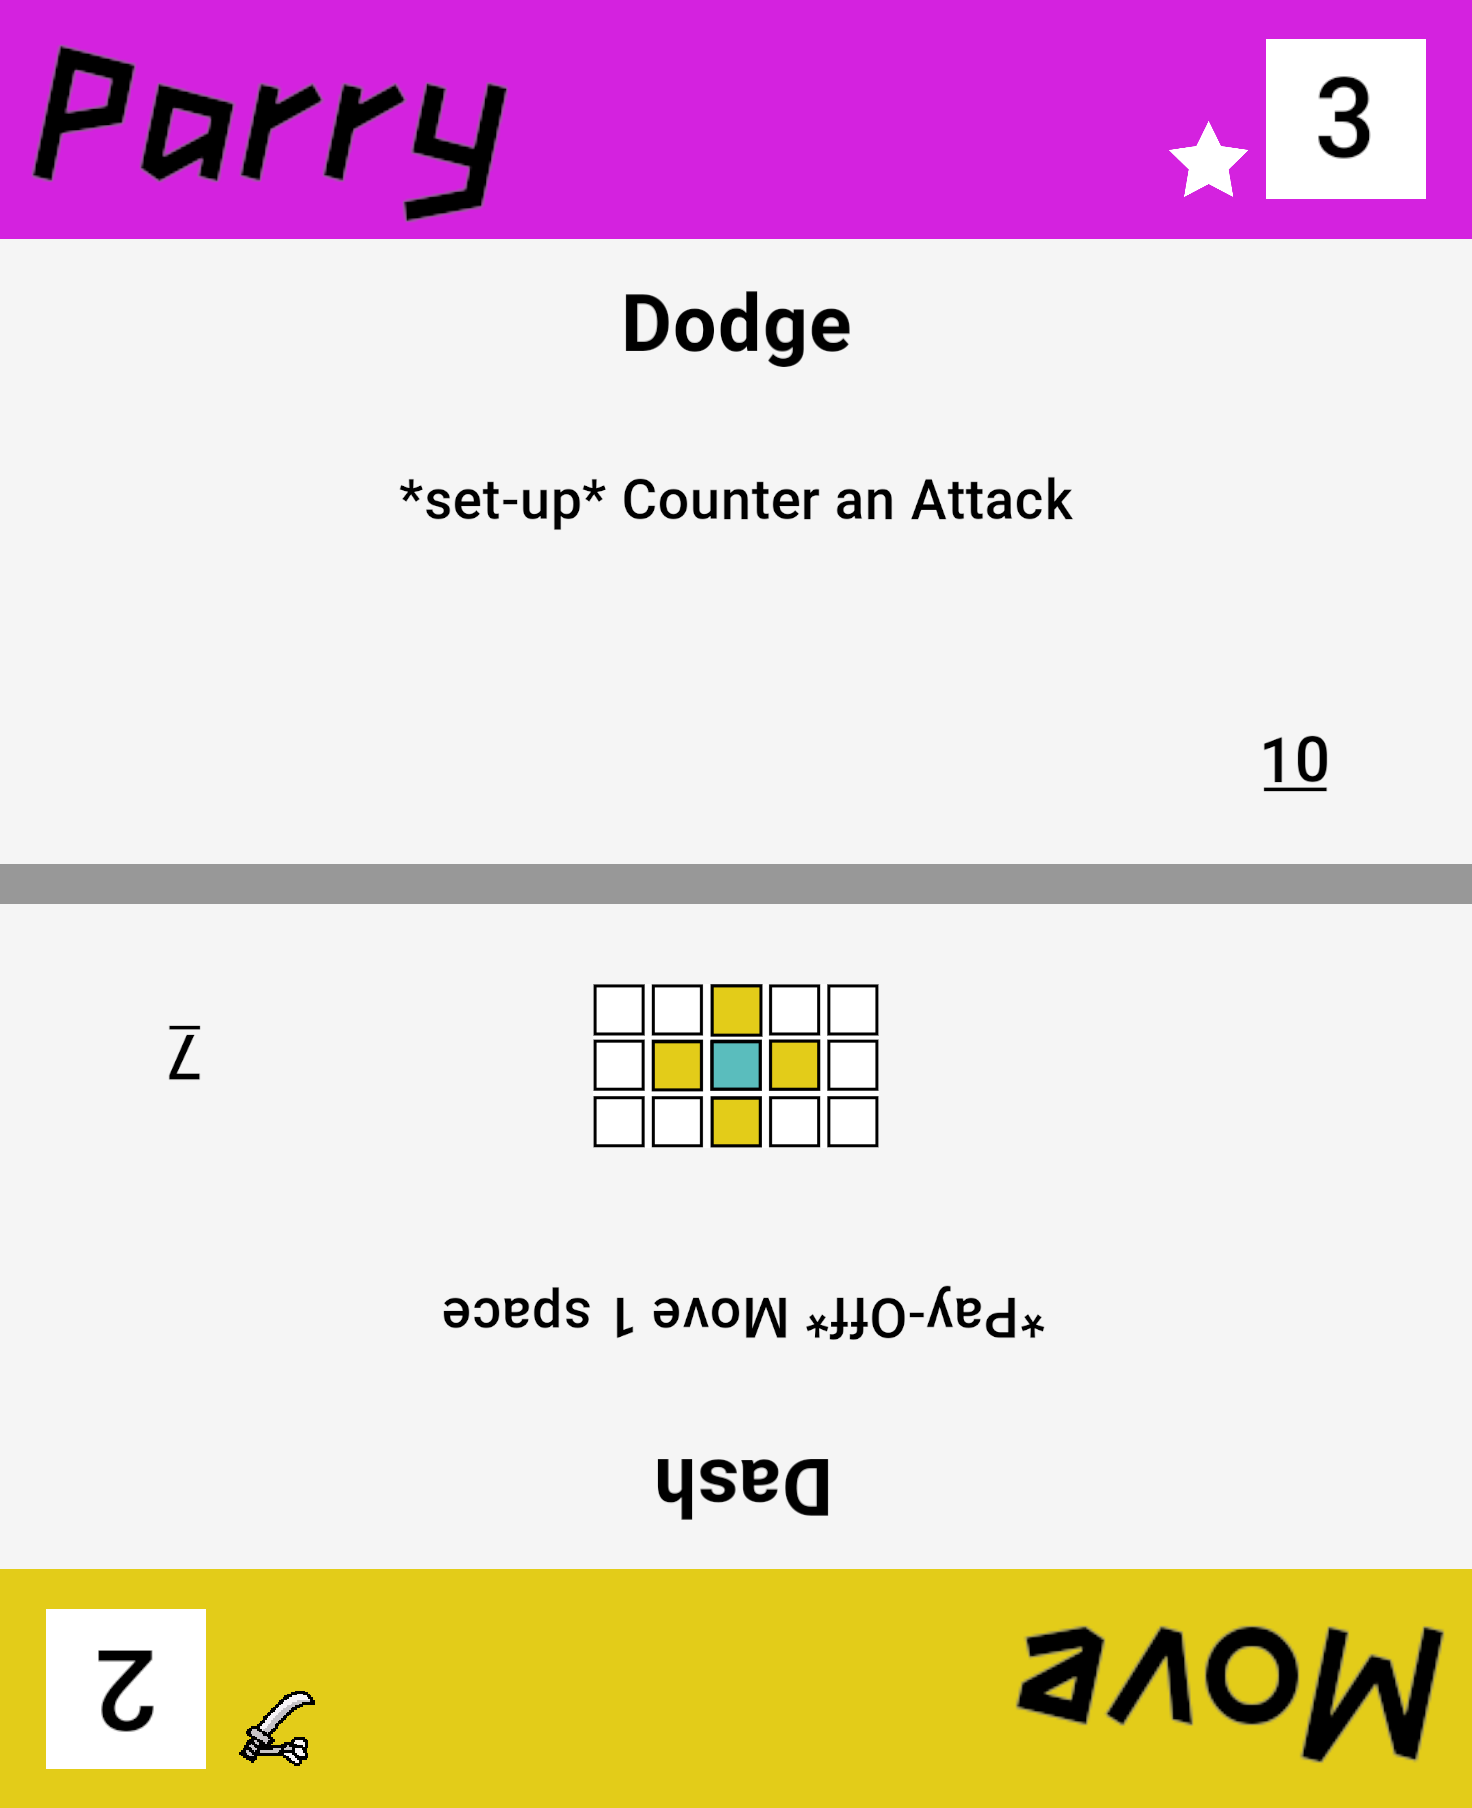 Parry
3
Dodge
*set-up* Counter an Attack
10
Move
2
Dash
*Pay-Off* Move 1 space
7